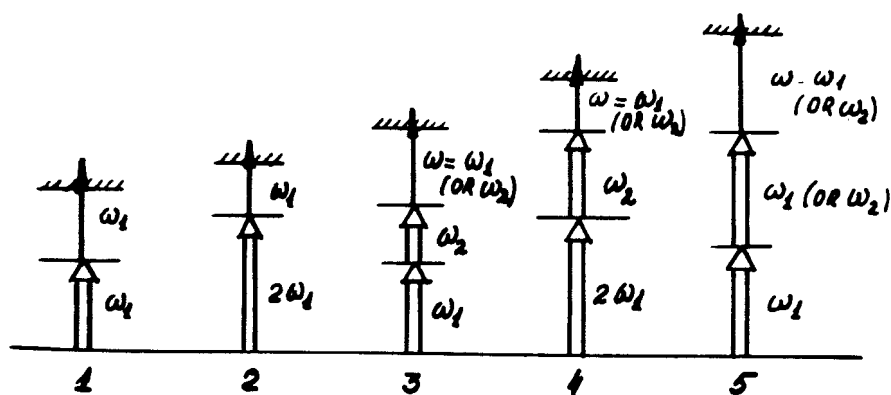 ω₁
ω₁
1
ω₁
2ω₁
2
ω = ω₁
(OR ω₂)
ω₂
ω₁
3
ω = ω₁
(OR ω₂)
ω₂
2ω₁
4
ω - ω₁
(OR ω₂)
ω₁ (OR ω₂)
ω₁
5